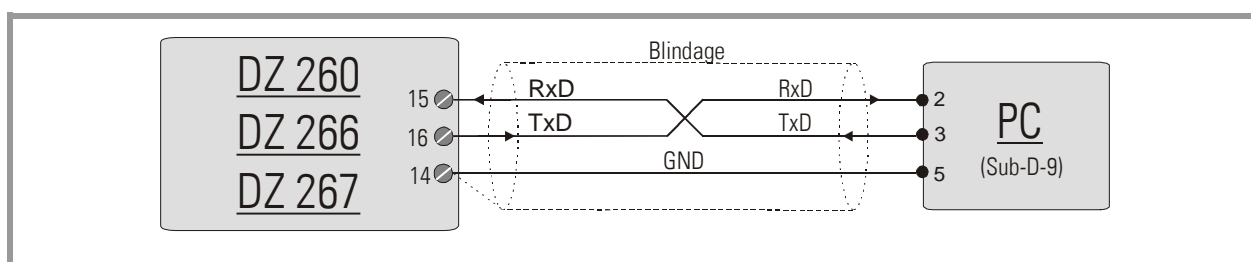 Blindage
DZ 260
DZ 266
DZ 267
15
RxD
RxD
2
16
TxD
TxD
3
14
GND
5
PC
(Sub-D-9)